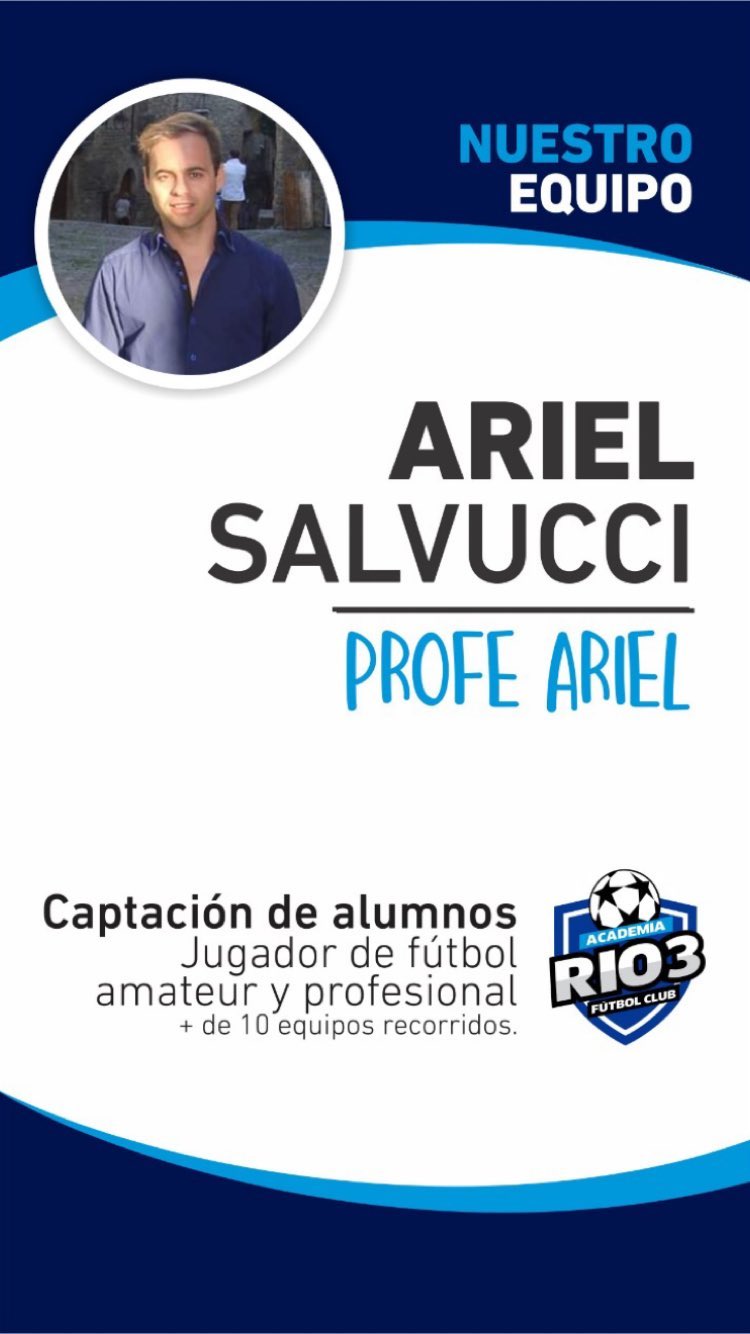 NUESTRO
EQUIPO
ARIEL
SALVUCCI
PROFE ARIEL
Captación de alumnos
Jugador de fútbol
amateur y profesional
+ de 10 equipos recorridos.
ACADEMIA
RIO3
FÚTBOL CLUB